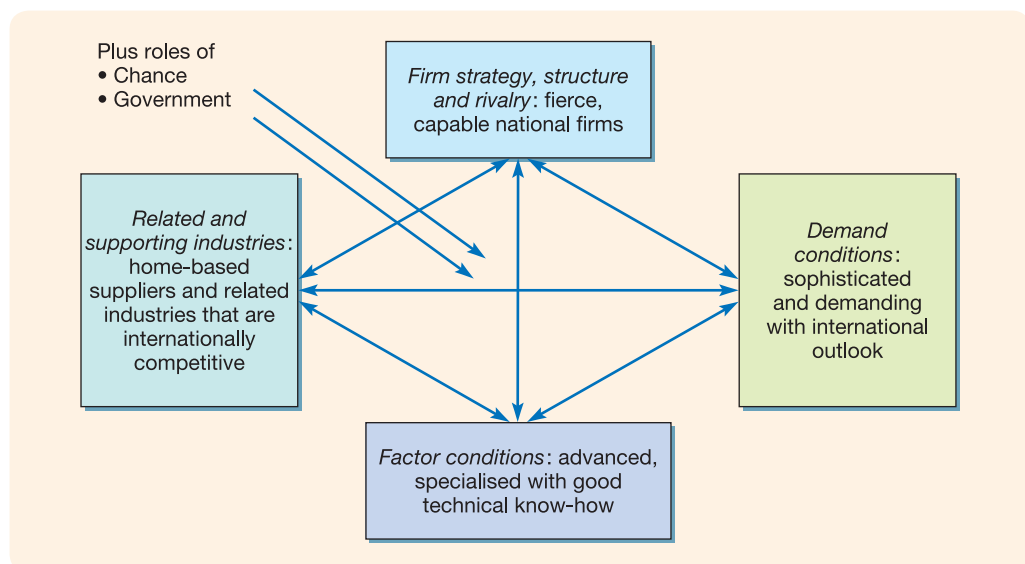 Plus roles of
• Chance
• Government
Firm strategy, structure
and rivalry: fierce,
capable national firms
Related and
supporting industries:
home-based
suppliers and related
industries that are
internationally
competitive
Demand
conditions:
sophisticated
and demanding
with international
outlook
Factor conditions: advanced,
specialised with good
technical know-how